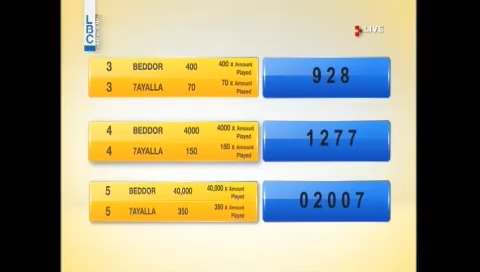 LBC
LIVE
3 BEDDOR 400 400 x Amount Played
3 7AYALLA 70 70 x Amount Played
928
4 BEDDOR 4000 4000 x Amount Played
4 7AYALLA 150 150 x Amount Played
1277
5 BEDDOR 40,000 40,000 x Amount Played
5 7AYALLA 350 350 x Amount Played
02007